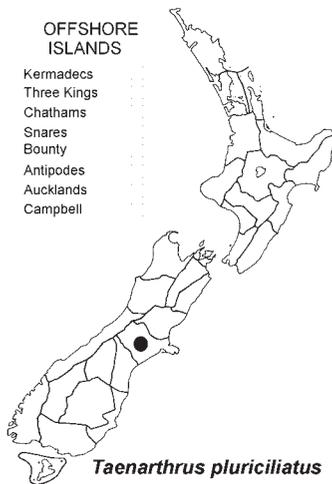 OFFSHORE
ISLANDS
Kermadecs
Three Kings
Chathams
Snares
Bounty
Antipodes
Aucklands
Campbell
Taenarthrus pluriciliatus